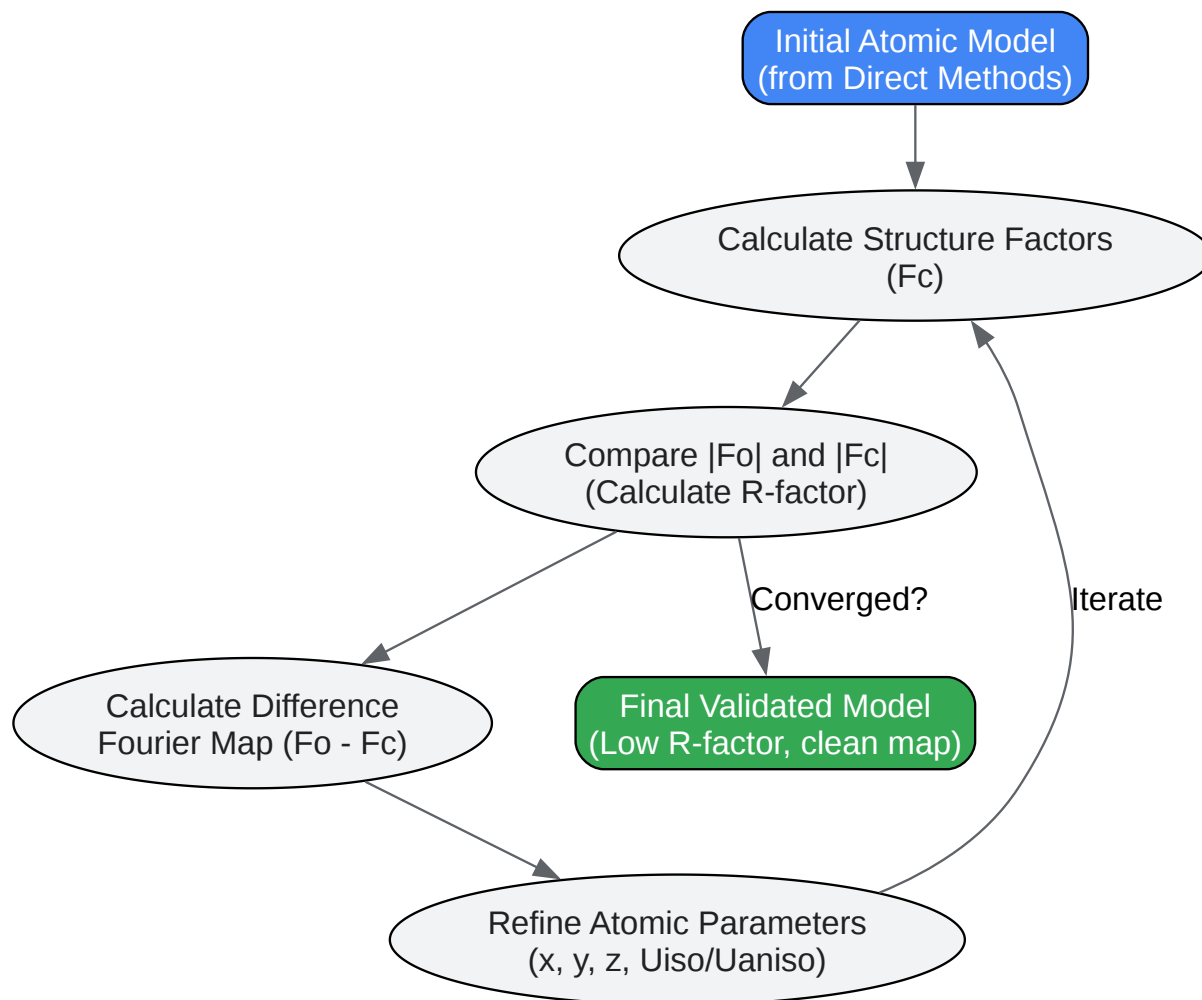 Initial Atomic Model
(from Direct Methods)
Calculate Structure Factors
(Fc)
Compare |Fo| and |Fc|
(Calculate R-factor)
Converged?
Iterate
Calculate Difference
Fourier Map (Fo - Fc)
Final Validated Model
(Low R-factor, clean map)
Refine Atomic Parameters
(x, y, z, Uiso/Uaniso)